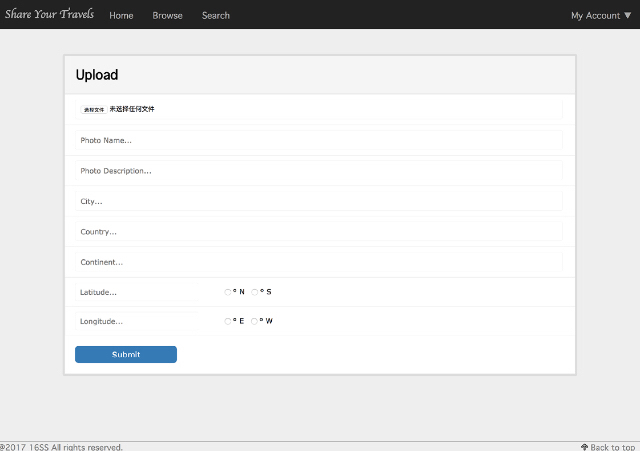 Share Your Travels Home Browse Search My Account ▼
Upload
选择文件 未选择任何文件
Photo Name...
Photo Description...
City...
Country...
Continent...
Latitude... ° N ° S
Longitude... ° E ° W
Submit
@2017 16SS All rights reserved. Back to top